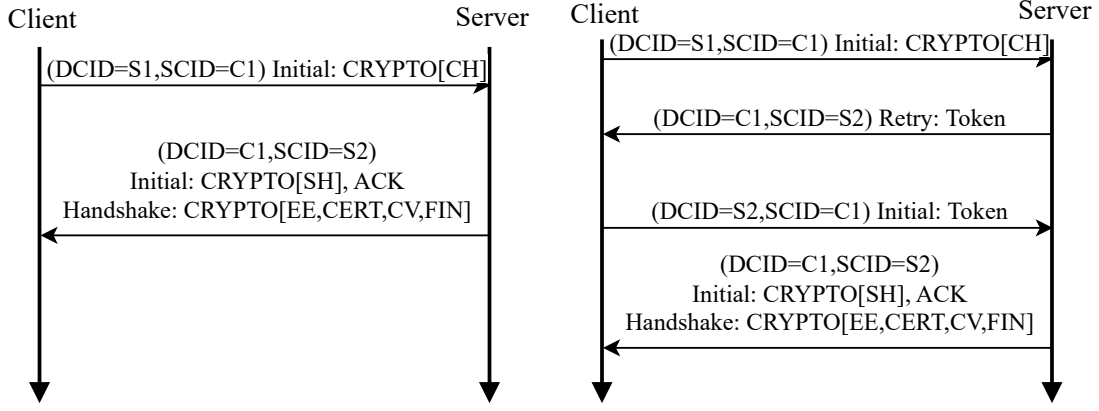 Client
Server
(DCID=S1,SCID=C1) Initial: CRYPTO[CH]
(DCID=C1,SCID=S2)
Initial: CRYPTO[SH], ACK
Handshake: CRYPTO[EE,CERT,CV,FIN]
Client
Server
(DCID=S1,SCID=C1) Initial: CRYPTO[CH]
(DCID=C1,SCID=S2) Retry: Token
(DCID=S2,SCID=C1) Initial: Token
(DCID=C1,SCID=S2)
Initial: CRYPTO[SH], ACK
Handshake: CRYPTO[EE,CERT,CV,FIN]